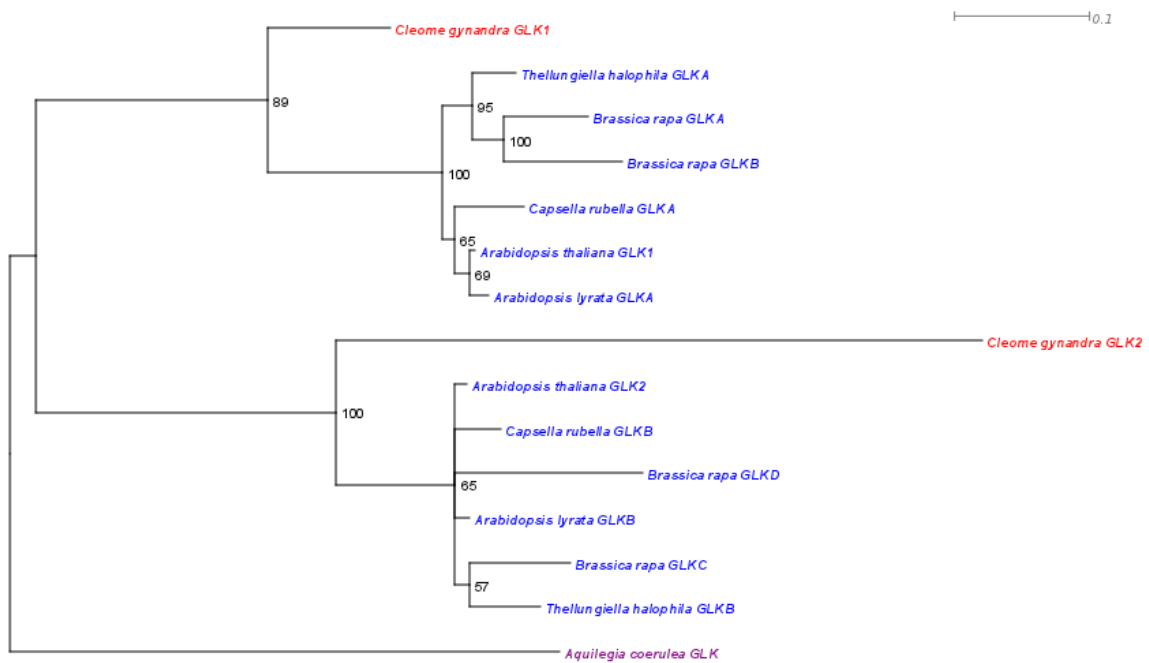 0.1
Cleome gynandra GLK1
Thellungiella halophila GLKA
89
95
Brassica rapa GLKA
100
Brassica rapa GLKB
100
Capsella rubella GLKA
65
Arabidopsis thaliana GLK1
69
Arabidopsis lyrata GLKA
Cleome gynandra GLK2
Arabidopsis thaliana GLK2
100
Capsella rubella GLKB
Brassica rapa GLKD
65
Arabidopsis lyrata GLKB
Brassica rapa GLKC
57
Thellungiella halophila GLKB
Aquilegia coerulea GLK